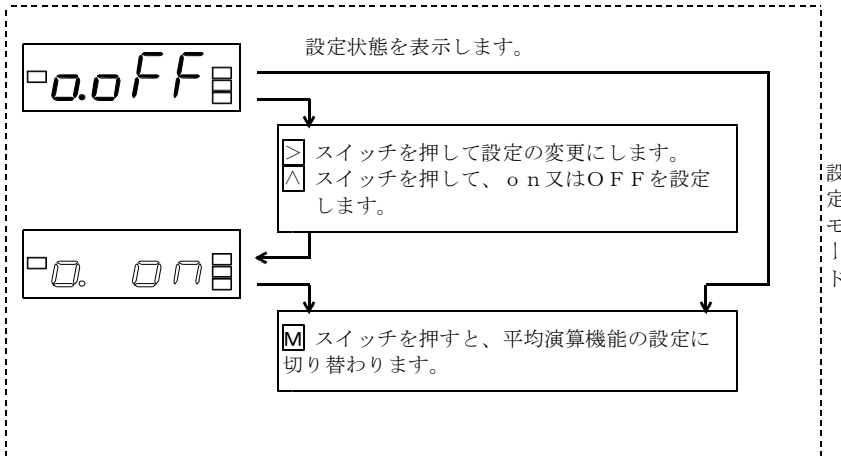 設定状態を表示します。
o.oFF
> スイッチを押して設定の変更にします。
∧ スイッチを押して、ｏｎ又はＯＦＦを設定
します。
o. on
M スイッチを押すと、平均演算機能の設定に
切り替わります。
設定モード